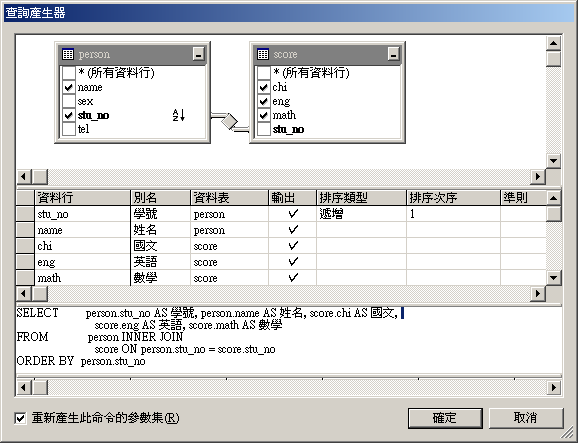 查詢產生器
person
* (所有資料行)
name
sex
stu_no
tel
score
* (所有資料行)
chi
eng
math
stu_no
資料行 別名 資料表 輸出 排序類型 排序次序 準則
stu_no 學號 person 遞增 1
name 姓名 person
chi 國文 score
eng 英語 score
math 數學 score
SELECT person.stu_no AS 學號, person.name AS 姓名, score.chi AS 國文,
score.eng AS 英語, score.math AS 數學
FROM person INNER JOIN
score ON person.stu_no = score.stu_no
ORDER BY person.stu_no
重新產生此命令的參數集(R)
確定 取消